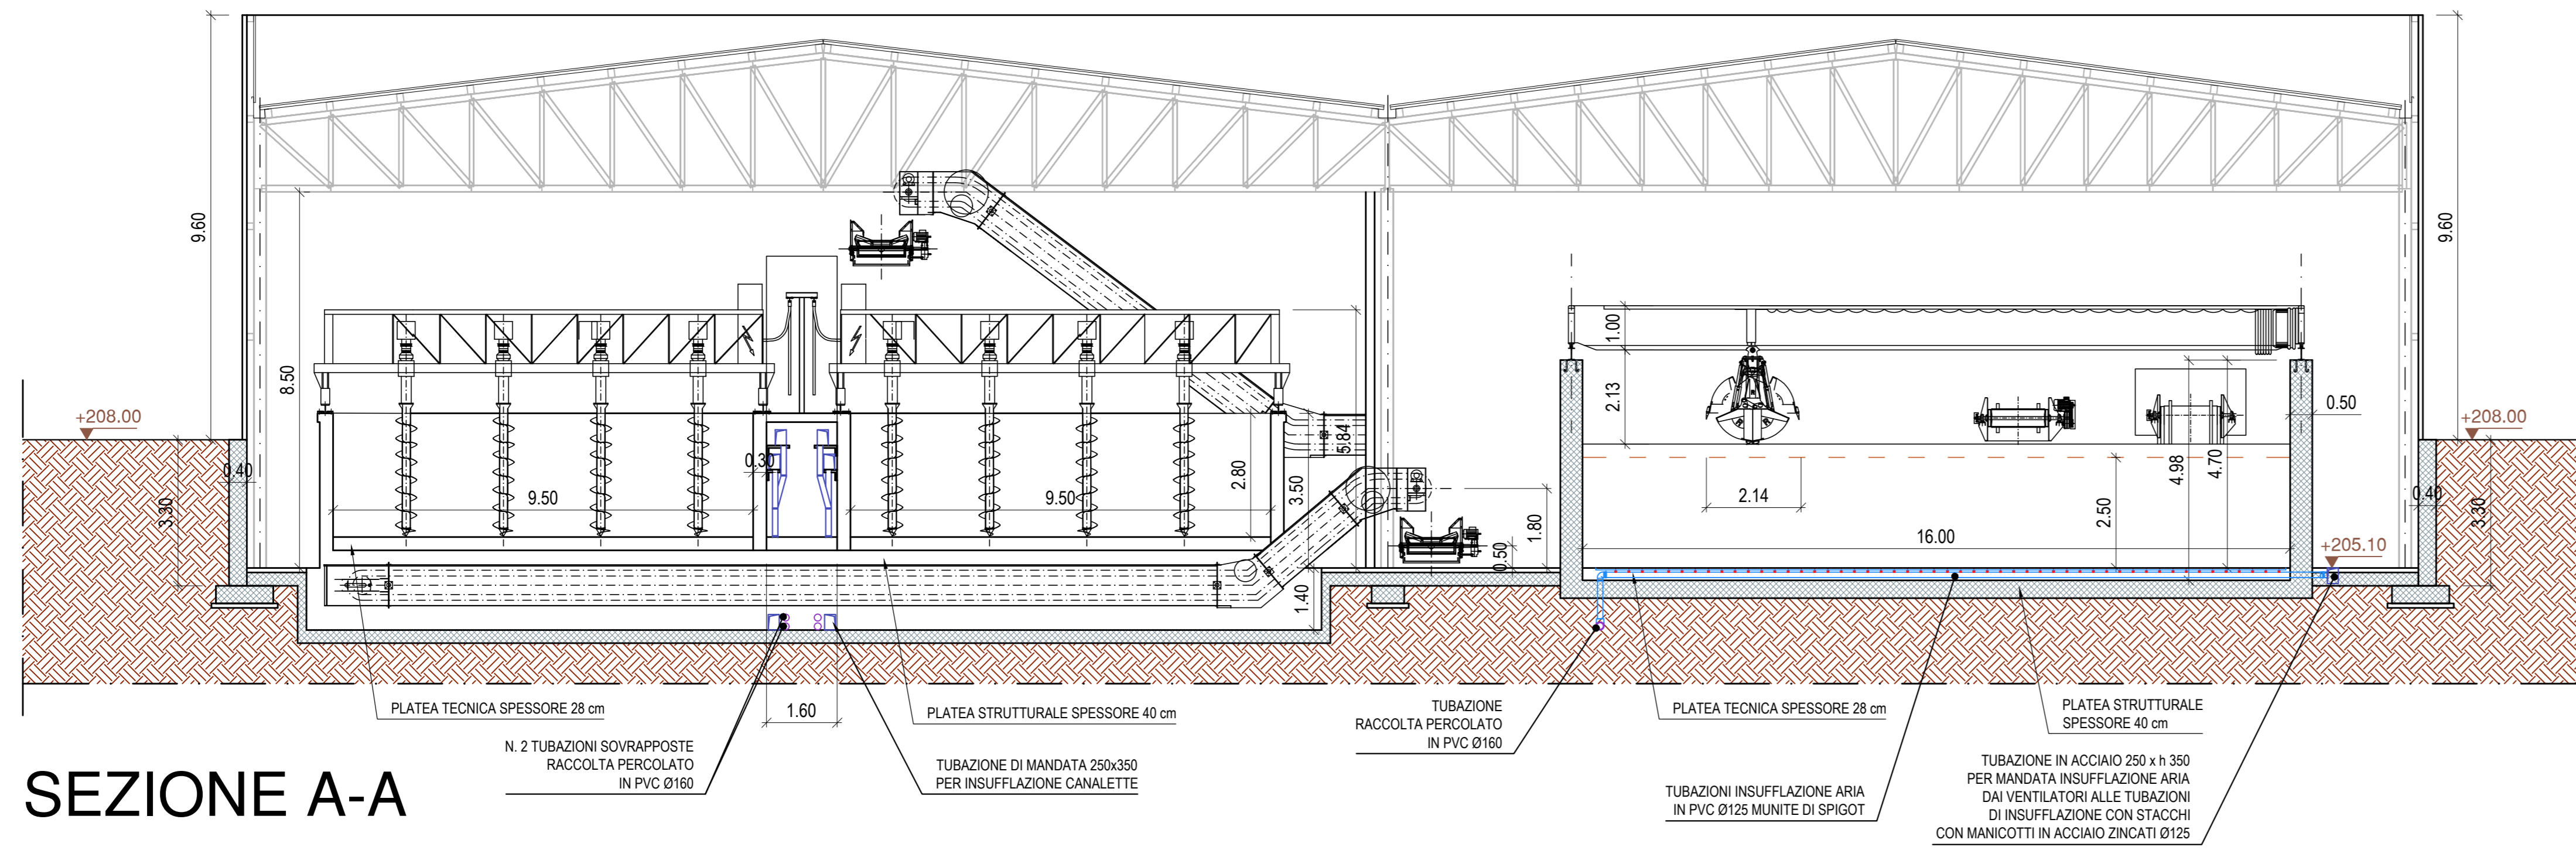 9.60
9.60
8.50
+208.00
+208.00
0.40
3.30
9.50
0.30
9.50
2.80
3.50
5.84
1.40
1.80
0.50
1.00
2.13
2.14
16.00
4.98
4.70
2.50
0.50
+205.10
0.40
3.30
PLATEA TECNICA SPESSORE 28 cm
1.60
PLATEA STRUTTURALE SPESSORE 40 cm
N. 2 TUBAZIONI SOVRAPPOSTE
RACCOLTA PERCOLATO
IN PVC Ø160
TUBAZIONE DI MANDATA 250x350
PER INSUFFLAZIONE CANALETTE
TUBAZIONE
RACCOLTA PERCOLATO
IN PVC Ø160
PLATEA TECNICA SPESSORE 28 cm
PLATEA STRUTTURALE
SPESSORE 40 cm
TUBAZIONI INSUFFLAZIONE ARIA
IN PVC Ø125 MUNITE DI SPIGOT
TUBAZIONE IN ACCIAIO 250 x h 350
PER MANDATA INSUFFLAZIONE ARIA
DAI VENTILATORI ALLE TUBAZIONI
DI INSUFFLAZIONE CON STACCHI
CON MANICOTTI IN ACCIAIO ZINCATI Ø125
SEZIONE A-A